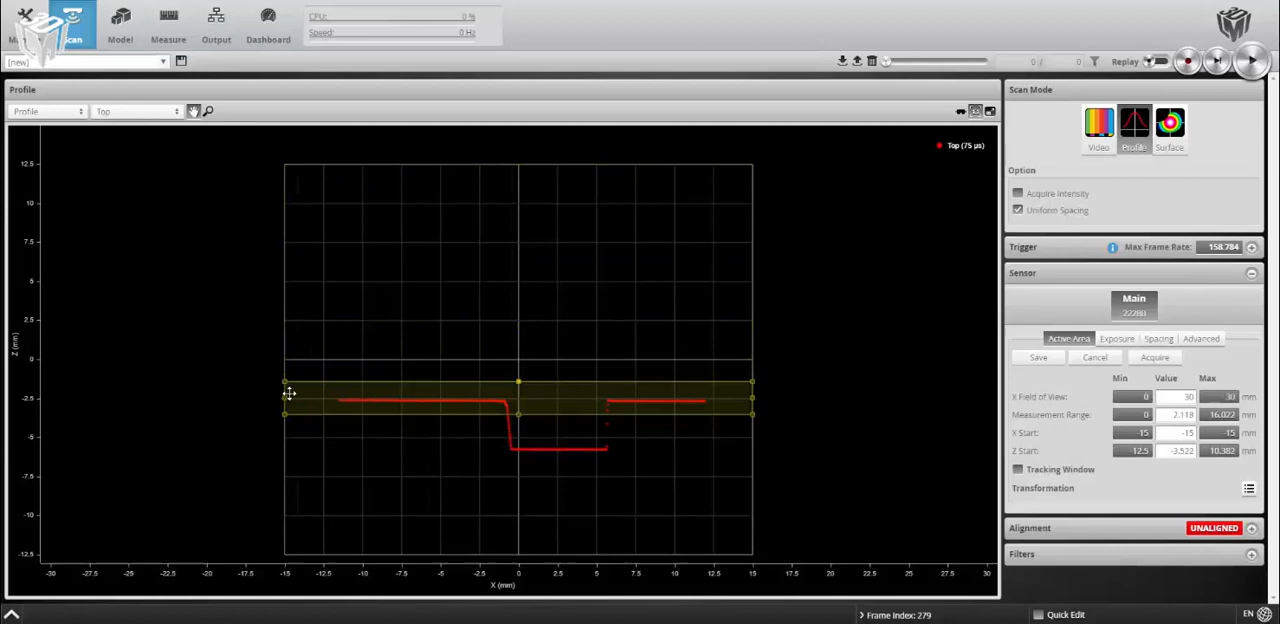 Scan
Model
Measure
Output
Dashboard
CPU: 0 %
Speed: 0 Hz
[new]
0 / 0
Replay
Profile
Profile
Top
Top (75 µs)
12.5
10
7.5
5
2.5
0
-2.5
-5
-7.5
-10
-12.5
Z (mm)
-30 -27.5 -25 -22.5 -20 -17.5 -15 -12.5 -10 -7.5 -5 -2.5 0 2.5 5 7.5 10 12.5 15 17.5 20 22.5 25 27.5 30
X (mm)
Scan Mode
Video
Profile
Surface
Option
Acquire Intensity
Uniform Spacing
Trigger
Max Frame Rate: 158.784
Sensor
Main
22280
Active Area Exposure Spacing Advanced
Save Cancel Acquire
Min Value Max
X Field of View: 0 30 30 mm
Measurement Range: 0 2.118 16.022 mm
X Start: -15 -15 -15 mm
Z Start: -12.5 -3.522 10.382 mm
Tracking Window
Transformation
Alignment UNALIGNED
Filters
Frame Index: 279
Quick Edit
EN